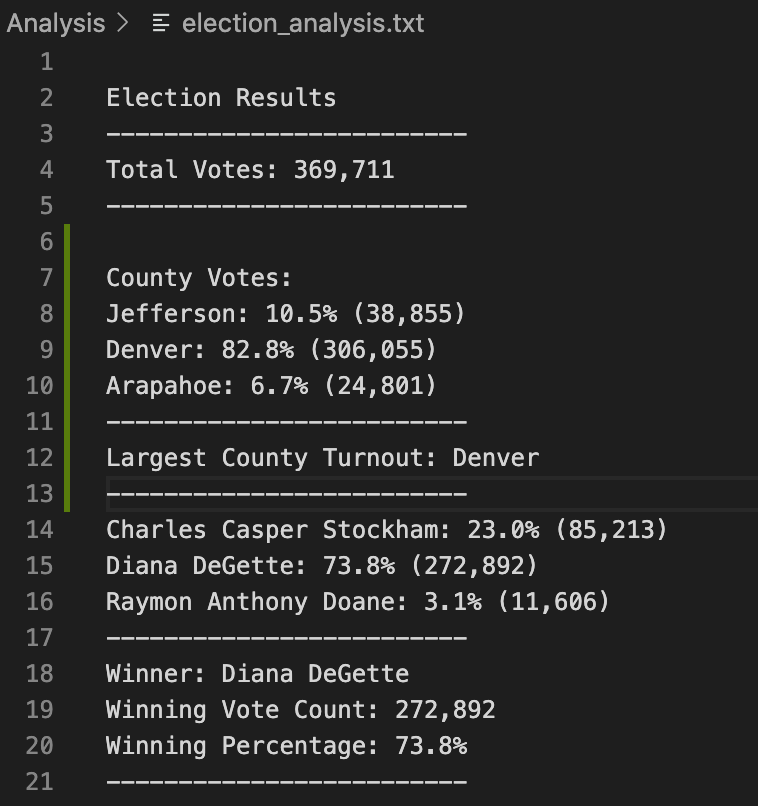 Analysis > election_analysis.txt
1
2 Election Results
3 -------------------------
4 Total Votes: 369,711
5 -------------------------
6
7 County Votes:
8 Jefferson: 10.5% (38,855)
9 Denver: 82.8% (306,055)
10 Arapahoe: 6.7% (24,801)
11 -------------------------
12 Largest County Turnout: Denver
13 -------------------------
14 Charles Casper Stockham: 23.0% (85,213)
15 Diana DeGette: 73.8% (272,892)
16 Raymon Anthony Doane: 3.1% (11,606)
17 -------------------------
18 Winner: Diana DeGette
19 Winning Vote Count: 272,892
20 Winning Percentage: 73.8%
21 -------------------------